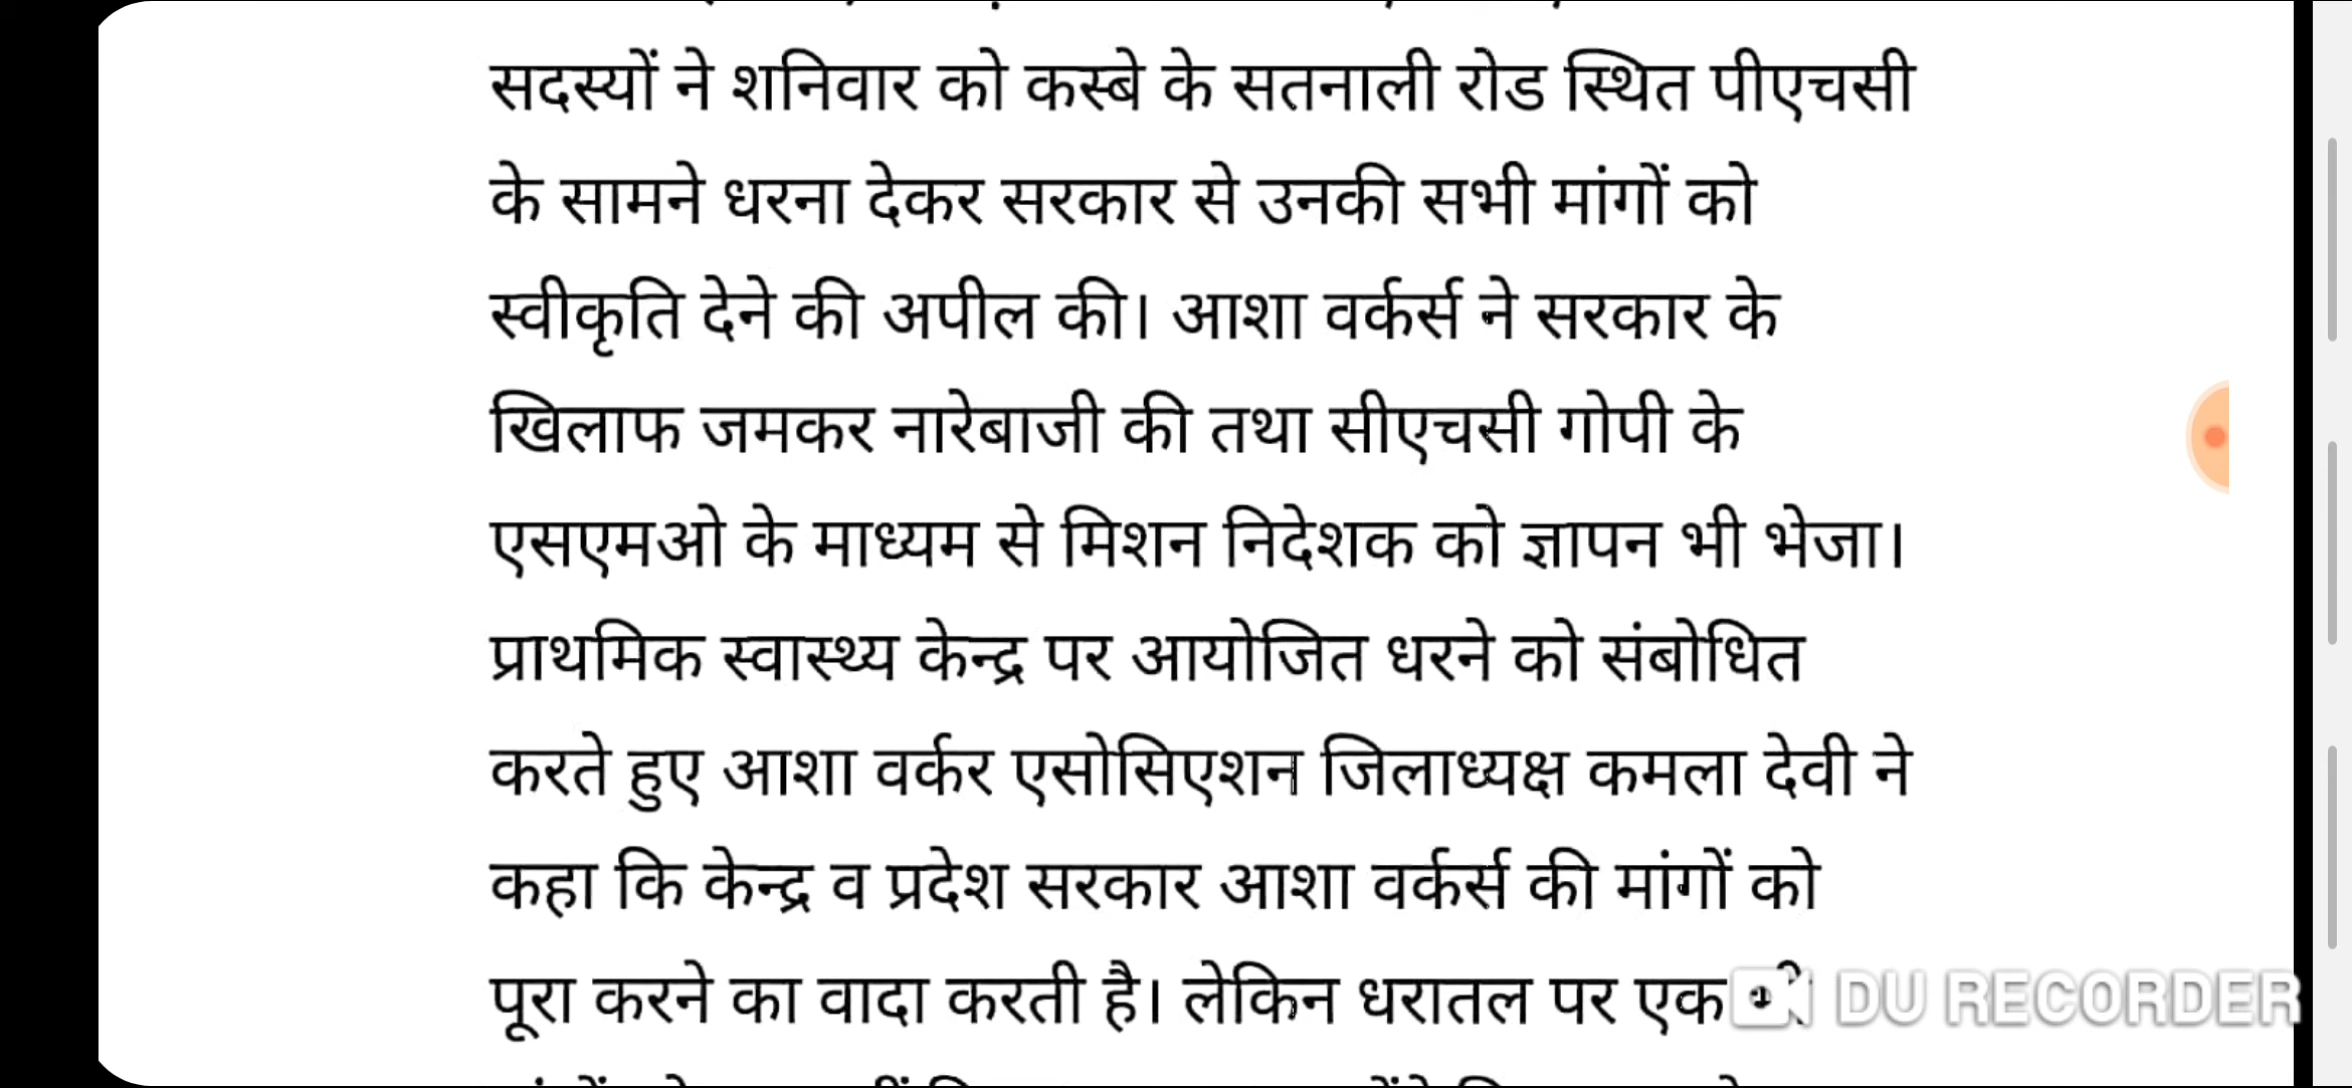 सदस्यों ने शनिवार को कस्बे के सतनाली रोड स्थित पीएचसी
के सामने धरना देकर सरकार से उनकी सभी मांगों को
स्वीकृति देने की अपील की। आशा वर्कर्स ने सरकार के
खिलाफ जमकर नारेबाजी की तथा सीएचसी गोपी के
एसएमओ के माध्यम से मिशन निदेशक को ज्ञापन भी भेजा।
प्राथमिक स्वास्थ्य केन्द्र पर आयोजित धरने को संबोधित
करते हुए आशा वर्कर एसोसिएशन जिलाध्यक्ष कमला देवी ने
कहा कि केन्द्र व प्रदेश सरकार आशा वर्कर्स की मांगों को
पूरा करने का वादा करती है। लेकिन धरातल पर एक
DU RECORDER